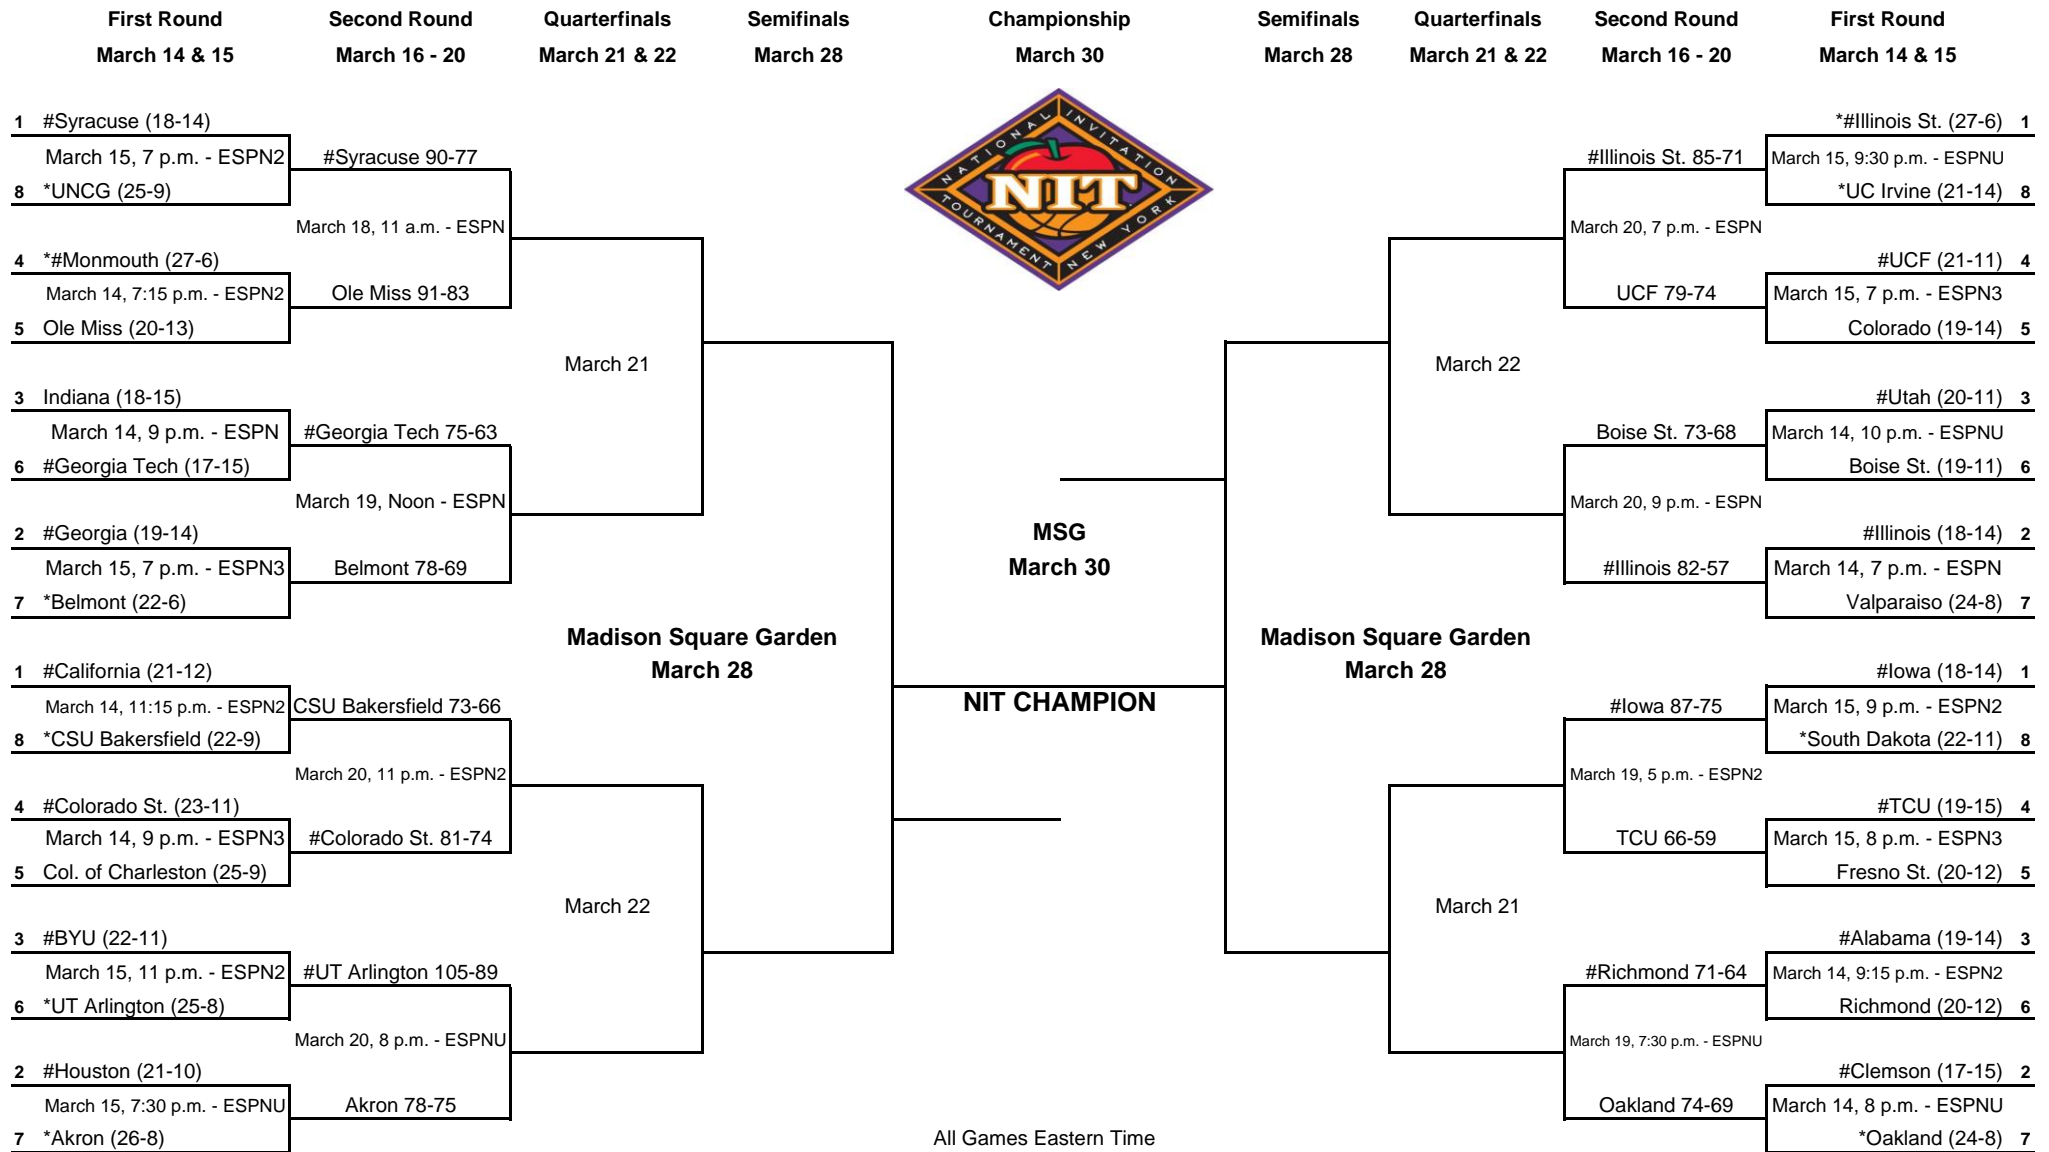 First Round Second Round Quarterfinals Semifinals Championship Semifinals Quarterfinals Second Round First Round
March 14 & 15 March 16 - 20 March 21 & 22 March 28 March 30 March 28 March 21 & 22 March 16 - 20 March 14 & 15
1 #Syracuse (18-14)
March 15, 7 p.m. - ESPN2
8 *UNCG (25-9)
4 *#Monmouth (27-6)
March 14, 7:15 p.m. - ESPN2
5 Ole Miss (20-13)
3 Indiana (18-15)
March 14, 9 p.m. - ESPN
6 #Georgia Tech (17-15)
2 #Georgia (19-14)
March 15, 7 p.m. - ESPN3
7 *Belmont (22-6)
1 #California (21-12)
March 14, 11:15 p.m. - ESPN2
8 *CSU Bakersfield (22-9)
4 #Colorado St. (23-11)
March 14, 9 p.m. - ESPN3
5 Col. of Charleston (25-9)
3 #BYU (22-11)
March 15, 11 p.m. - ESPN2
6 *UT Arlington (25-8)
2 #Houston (21-10)
March 15, 7:30 p.m. - ESPNU
7 *Akron (26-8)
#Syracuse 90-77
March 18, 11 a.m. - ESPN
Ole Miss 91-83
#Georgia Tech 75-63
March 19, Noon - ESPN
Belmont 78-69
CSU Bakersfield 73-66
March 20, 11 p.m. - ESPN2
#Colorado St. 81-74
#UT Arlington 105-89
March 20, 8 p.m. - ESPNU
Akron 78-75
March 21
March 22
Madison Square Garden
March 28
NATIONAL INVITATION
NIT
TOURNAMENT NEW YORK
MSG
March 30
NIT CHAMPION
All Games Eastern Time
Madison Square Garden
March 28
March 22
March 21
#Illinois St. 85-71
March 20, 7 p.m. - ESPN
UCF 79-74
Boise St. 73-68
March 20, 9 p.m. - ESPN
#Illinois 82-57
#Iowa 87-75
March 19, 5 p.m. - ESPN2
TCU 66-59
#Richmond 71-64
March 19, 7:30 p.m. - ESPNU
Oakland 74-69
*#Illinois St. (27-6) 1
March 15, 9:30 p.m. - ESPNU
*UC Irvine (21-14) 8
#UCF (21-11) 4
March 15, 7 p.m. - ESPN3
Colorado (19-14) 5
#Utah (20-11) 3
March 14, 10 p.m. - ESPNU
Boise St. (19-11) 6
#Illinois (18-14) 2
March 14, 7 p.m. - ESPN
Valparaiso (24-8) 7
#Iowa (18-14) 1
March 15, 9 p.m. - ESPN2
*South Dakota (22-11) 8
#TCU (19-15) 4
March 15, 8 p.m. - ESPN3
Fresno St. (20-12) 5
#Alabama (19-14) 3
March 14, 9:15 p.m. - ESPN2
Richmond (20-12) 6
#Clemson (17-15) 2
March 14, 8 p.m. - ESPNU
*Oakland (24-8) 7